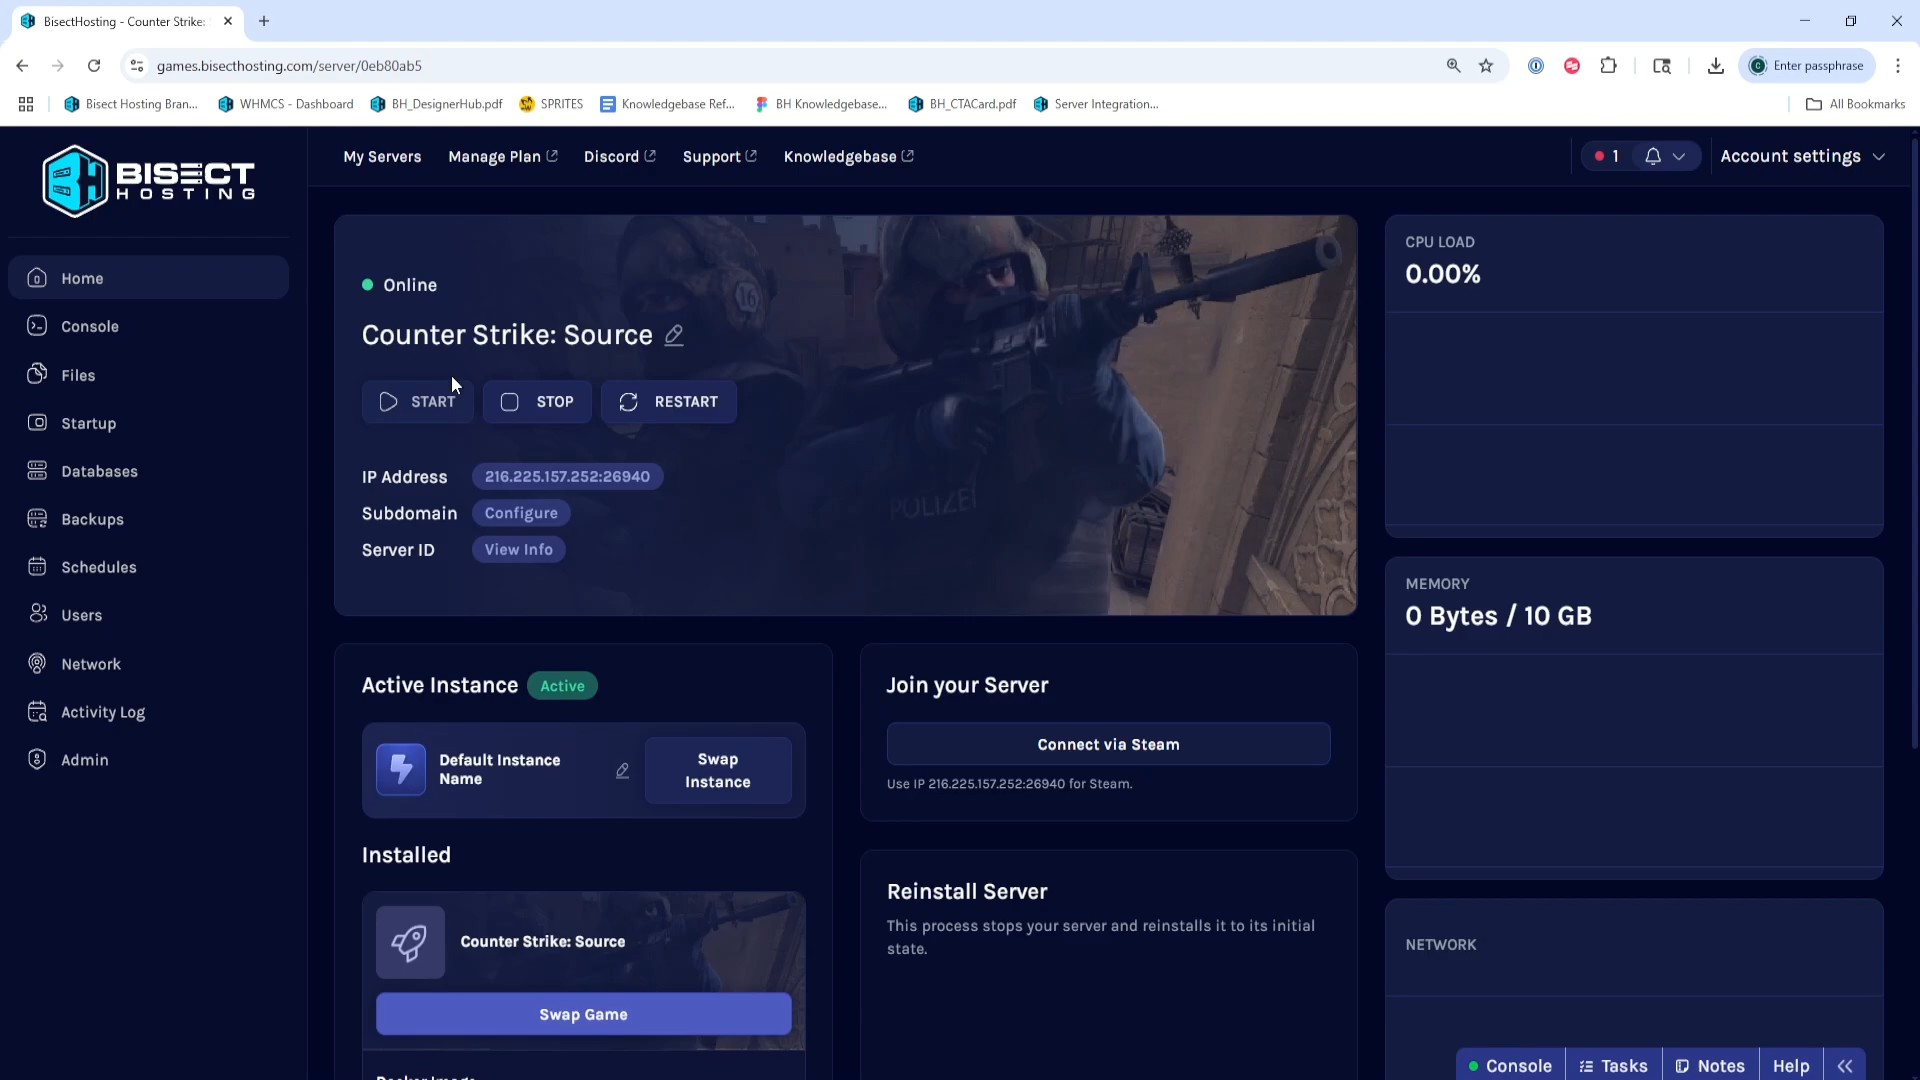 BisectHosting - Counter Strike:
games.bisecthosting.com/server/0eb80ab5
Enter passphrase
Bisect Hosting Bran...
WHMCS - Dashboard
BH_DesignerHub.pdf
SPRITES
Knowledgebase Ref...
BH Knowledgebase...
BH_CTACard.pdf
Server Integration...
All Bookmarks
BISECT
HOSTING
My Servers
Manage Plan
Discord
Support
Knowledgebase
1
Account settings
Home
Console
Files
Startup
Databases
Backups
Schedules
Users
Network
Activity Log
Admin
Online
Counter Strike: Source
START
STOP
RESTART
IP Address 216.225.157.252:26940
Subdomain Configure
Server ID View Info
16
POLIZEI
Active Instance Active
Default Instance
Name
Swap
Instance
Installed
Counter Strike: Source
Swap Game
Join your Server
Connect via Steam
Use IP 216.225.157.252:26940 for Steam.
Reinstall Server
This process stops your server and reinstalls it to its initial
state.
CPU LOAD
0.00%
MEMORY
0 Bytes / 10 GB
NETWORK
Console
Tasks
Notes
Help